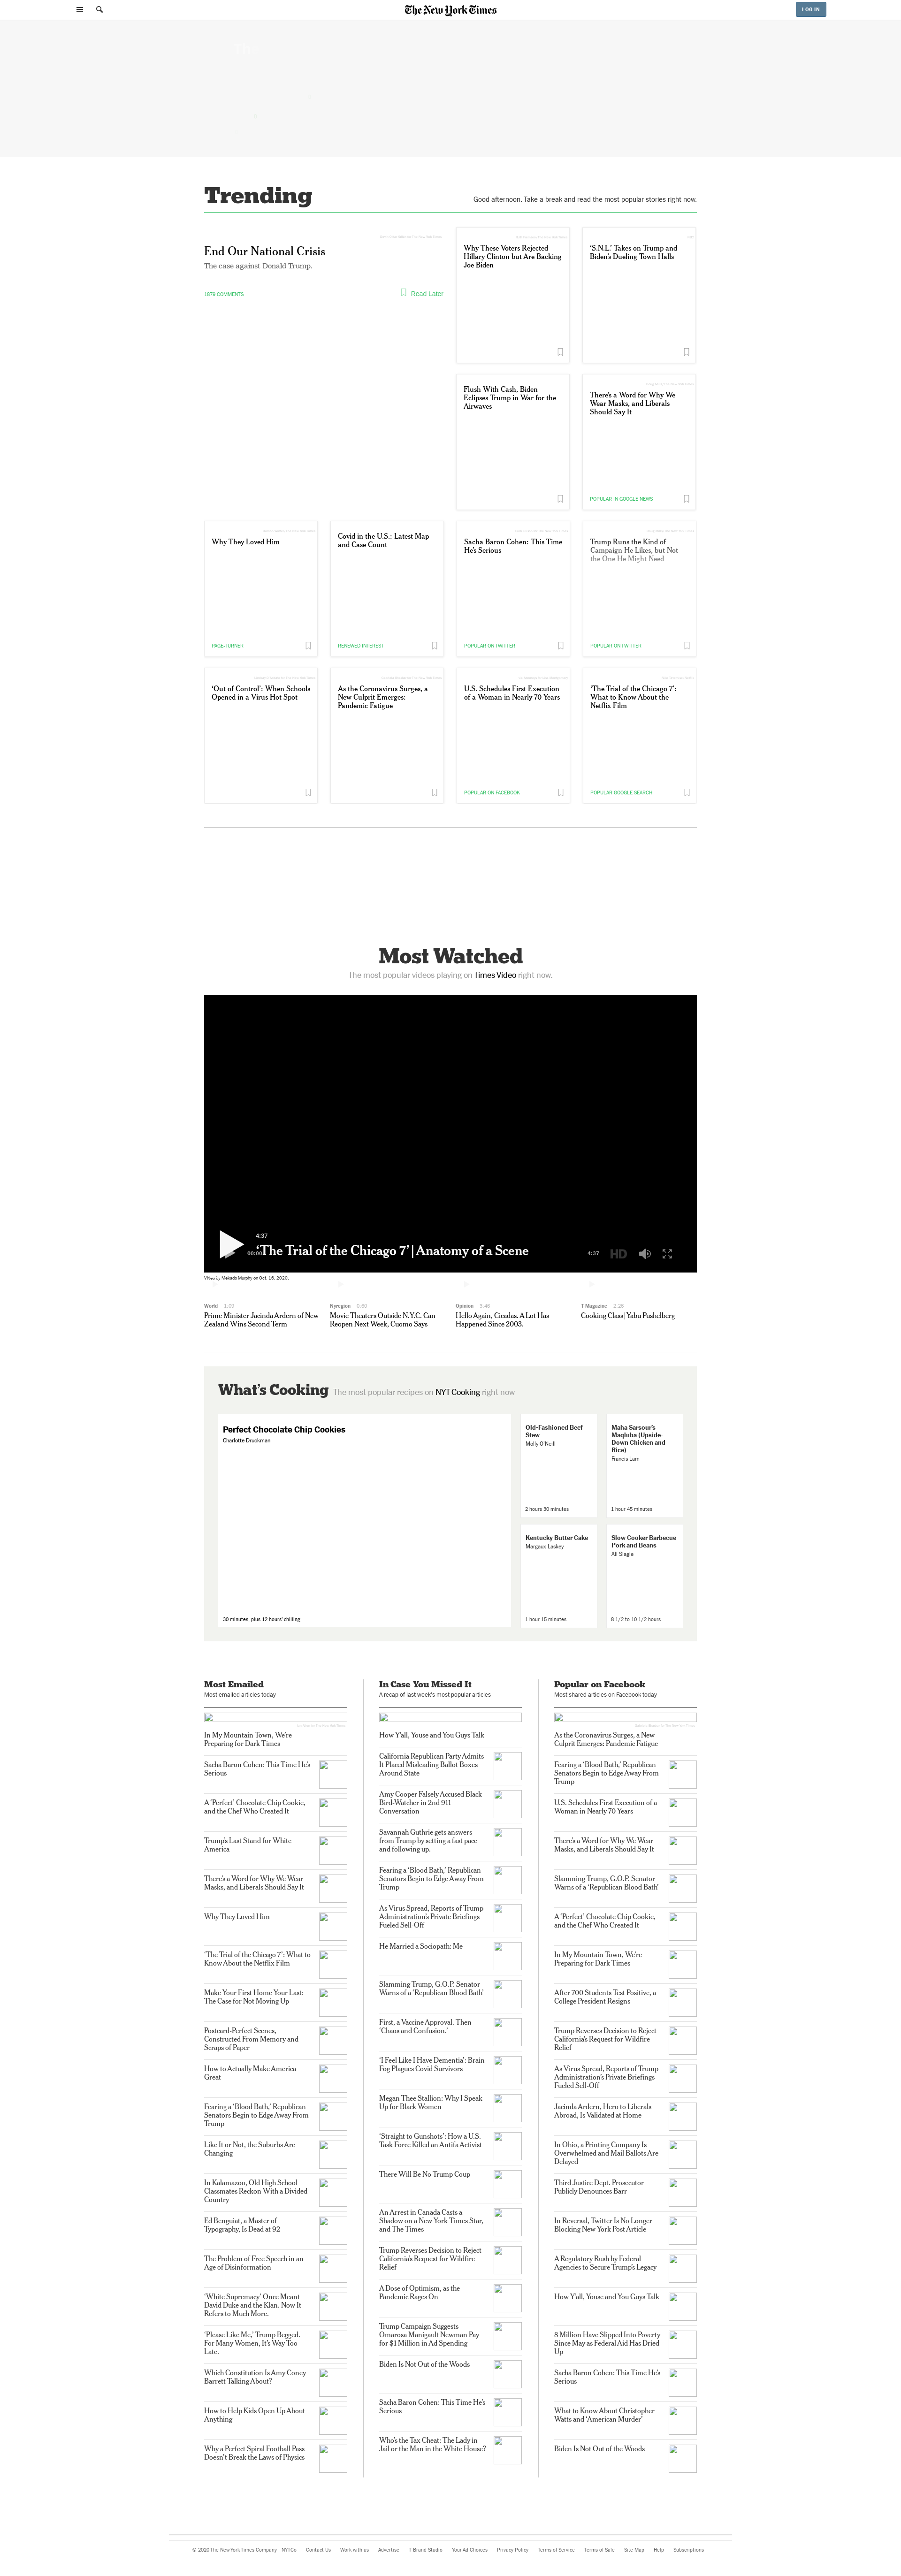 The New York Times
LOG IN
Trending
Good afternoon. Take a break and read the most popular stories right now.
End Our National Crisis
The case against Donald Trump.
1879 COMMENTS
Read Later
Why These Voters Rejected
Hillary Clinton but Are Backing
Joe Biden
‘S.N.L.’ Takes on Trump and
Biden’s Dueling Town Halls
Flush With Cash, Biden
Eclipses Trump in War for the
Airwaves
There’s a Word for Why We
Wear Masks, and Liberals
Should Say It
POPULAR IN GOOGLE NEWS
Why They Loved Him
PAGE-TURNER
Covid in the U.S.: Latest Map
and Case Count
RENEWED INTEREST
Sacha Baron Cohen: This Time
He’s Serious
POPULAR ON TWITTER
Trump Runs the Kind of
Campaign He Likes, but Not
the One He Might Need
POPULAR ON TWITTER
‘Out of Control’: When Schools
Opened in a Virus Hot Spot
As the Coronavirus Surges, a
New Culprit Emerges:
Pandemic Fatigue
U.S. Schedules First Execution
of a Woman in Nearly 70 Years
POPULAR ON FACEBOOK
‘The Trial of the Chicago 7’:
What to Know About the
Netflix Film
POPULAR GOOGLE SEARCH
Most Watched
The most popular videos playing on Times Video right now.
4:37
00:00
‘The Trial of the Chicago 7’ | Anatomy of a Scene
4:37
HD
Video by Mekado Murphy on Oct. 16, 2020.
World
Prime Minister Jacinda Ardern of New
Zealand Wins Second Term
Nyregion
Movie Theaters Outside N.Y.C. Can
Reopen Next Week, Cuomo Says
Opinion
Hello Again, Cicadas. A Lot Has
Happened Since 2003.
T-Magazine
Cooking Class | Yabu Pushelberg
What’s Cooking The most popular recipes on NYT Cooking right now
Perfect Chocolate Chip Cookies
Charlotte Druckman
30 minutes, plus 12 hours' chilling
Old-Fashioned Beef
Stew
Molly O'Neill
2 hours 30 minutes
Maha Sarsour’s
Maqluba (Upside-
Down Chicken and
Rice)
Francis Lam
1 hour 45 minutes
Kentucky Butter Cake
Margaux Laskey
1 hour 15 minutes
Slow Cooker Barbecue
Pork and Beans
Ali Slagle
8 1/2 to 10 1/2 hours
Most Emailed
Most emailed articles today
In My Mountain Town, We’re
Preparing for Dark Times
Sacha Baron Cohen: This Time He’s
Serious
A ‘Perfect’ Chocolate Chip Cookie,
and the Chef Who Created It
Trump’s Last Stand for White
America
There’s a Word for Why We Wear
Masks, and Liberals Should Say It
Why They Loved Him
‘The Trial of the Chicago 7’: What to
Know About the Netflix Film
Make Your First Home Your Last:
The Case for Not Moving Up
Postcard-Perfect Scenes,
Constructed From Memory and
Scraps of Paper
How to Actually Make America
Great
Fearing a ‘Blood Bath,’ Republican
Senators Begin to Edge Away From
Trump
Like It or Not, the Suburbs Are
Changing
In Kalamazoo, Old High School
Classmates Reckon With a Divided
Country
Ed Benguiat, a Master of
Typography, Is Dead at 92
The Problem of Free Speech in an
Age of Disinformation
‘White Supremacy’ Once Meant
David Duke and the Klan. Now It
Refers to Much More.
‘Please Like Me,’ Trump Begged.
For Many Women, It’s Way Too
Late.
Which Constitution Is Amy Coney
Barrett Talking About?
How to Help Kids Open Up About
Anything
Why a Perfect Spiral Football Pass
Doesn’t Break the Laws of Physics
In Case You Missed It
A recap of last week's most popular articles
How Y’all, Youse and You Guys Talk
California Republican Party Admits
It Placed Misleading Ballot Boxes
Around State
Amy Cooper Falsely Accused Black
Bird-Watcher in 2nd 911
Conversation
Savannah Guthrie gets answers
from Trump by setting a fast pace
and following up.
Fearing a ‘Blood Bath,’ Republican
Senators Begin to Edge Away From
Trump
As Virus Spread, Reports of Trump
Administration’s Private Briefings
Fueled Sell-Off
He Married a Sociopath: Me
Slamming Trump, G.O.P. Senator
Warns of a ‘Republican Blood Bath’
First, a Vaccine Approval. Then
‘Chaos and Confusion.’
‘I Feel Like I Have Dementia’: Brain
Fog Plagues Covid Survivors
Megan Thee Stallion: Why I Speak
Up for Black Women
‘Straight to Gunshots’: How a U.S.
Task Force Killed an Antifa Activist
There Will Be No Trump Coup
An Arrest in Canada Casts a
Shadow on a New York Times Star,
and The Times
Trump Reverses Decision to Reject
California’s Request for Wildfire
Relief
A Dose of Optimism, as the
Pandemic Rages On
Trump Campaign Suggests
Omarosa Manigault Newman Pay
for $1 Million in Ad Spending
Biden Is Not Out of the Woods
Sacha Baron Cohen: This Time He’s
Serious
Who’s the Tax Cheat: The Lady in
Jail or the Man in the White House?
Popular on Facebook
Most shared articles on Facebook today
As the Coronavirus Surges, a New
Culprit Emerges: Pandemic Fatigue
Fearing a ‘Blood Bath,’ Republican
Senators Begin to Edge Away From
Trump
U.S. Schedules First Execution of a
Woman in Nearly 70 Years
There’s a Word for Why We Wear
Masks, and Liberals Should Say It
Slamming Trump, G.O.P. Senator
Warns of a ‘Republican Blood Bath’
A ‘Perfect’ Chocolate Chip Cookie,
and the Chef Who Created It
In My Mountain Town, We’re
Preparing for Dark Times
After 700 Students Test Positive, a
College President Resigns
Trump Reverses Decision to Reject
California’s Request for Wildfire
Relief
As Virus Spread, Reports of Trump
Administration’s Private Briefings
Fueled Sell-Off
Jacinda Ardern, Hero to Liberals
Abroad, Is Validated at Home
In Ohio, a Printing Company Is
Overwhelmed and Mail Ballots Are
Delayed
Third Justice Dept. Prosecutor
Publicly Denounces Barr
In Reversal, Twitter Is No Longer
Blocking New York Post Article
A Regulatory Rush by Federal
Agencies to Secure Trump’s Legacy
How Y’all, Youse and You Guys Talk
8 Million Have Slipped Into Poverty
Since May as Federal Aid Has Dried
Up
Sacha Baron Cohen: This Time He’s
Serious
What to Know About Christopher
Watts and ‘American Murder’
Biden Is Not Out of the Woods
© 2020 The New York Times Company NYTCo Contact Us Work with us Advertise T Brand Studio Your Ad Choices Privacy Policy Terms of Service Terms of Sale Site Map Help Subscriptions